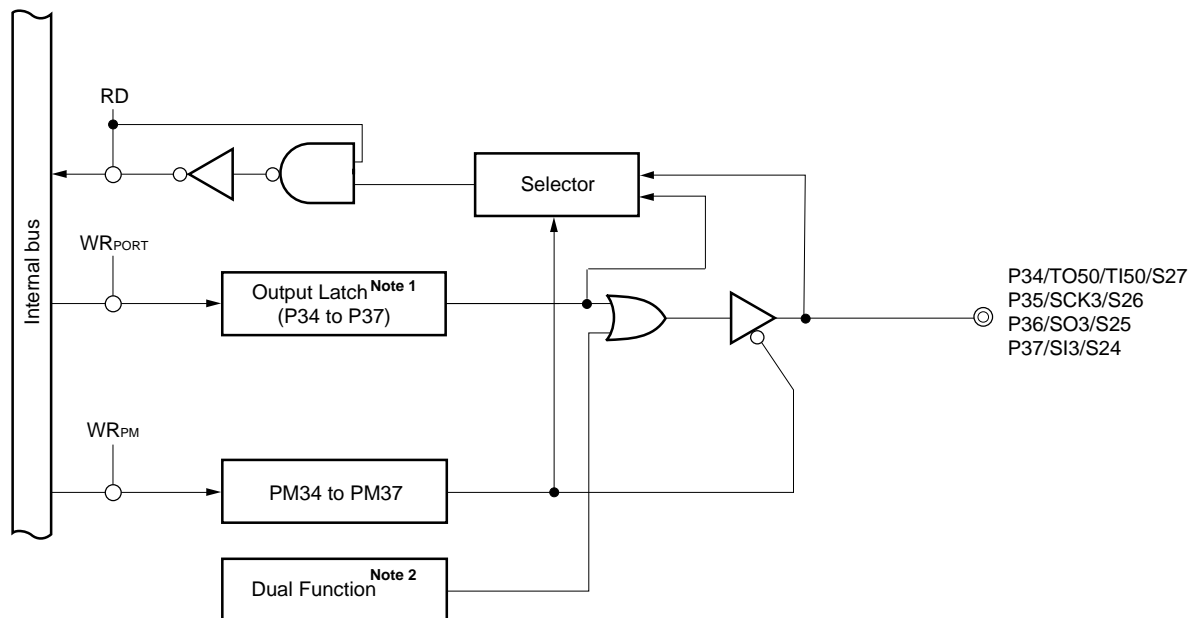 RD
Selector
Internal bus
WRPORT
Output Latch Note 1
(P34 to P37)
P34/TO50/TI50/S27
P35/SCK3/S26
P36/SO3/S25
P37/SI3/S24
WRPM
PM34 to PM37
Dual Function Note 2